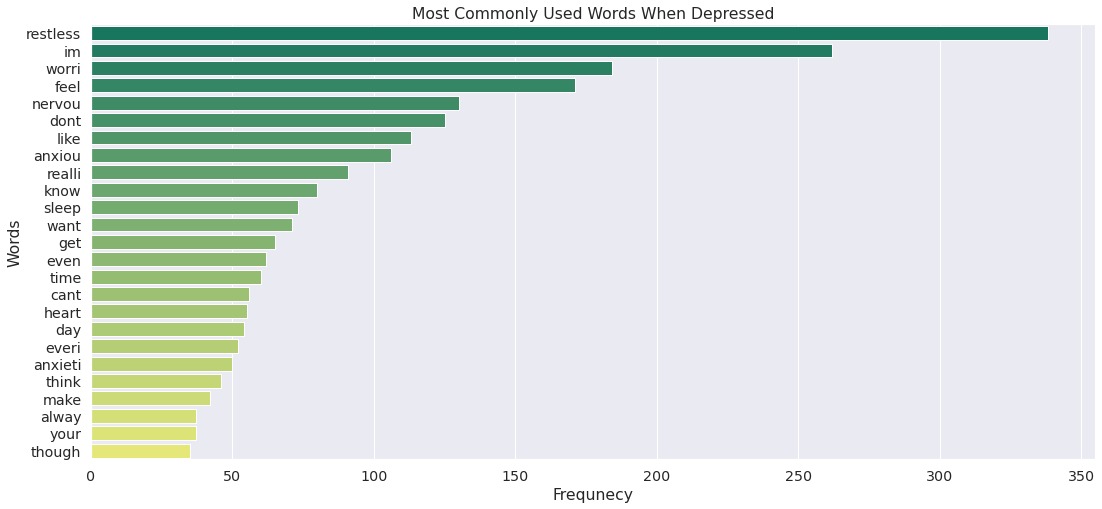 Most Commonly Used Words When Depressed
restless
im
worri
feel
nervou
dont
like
anxiou
realli
know
sleep
want
get
even
time
cant
heart
day
everi
anxieti
think
make
alway
your
though
Words
0 50 100 150 200 250 300 350
Frequnecy